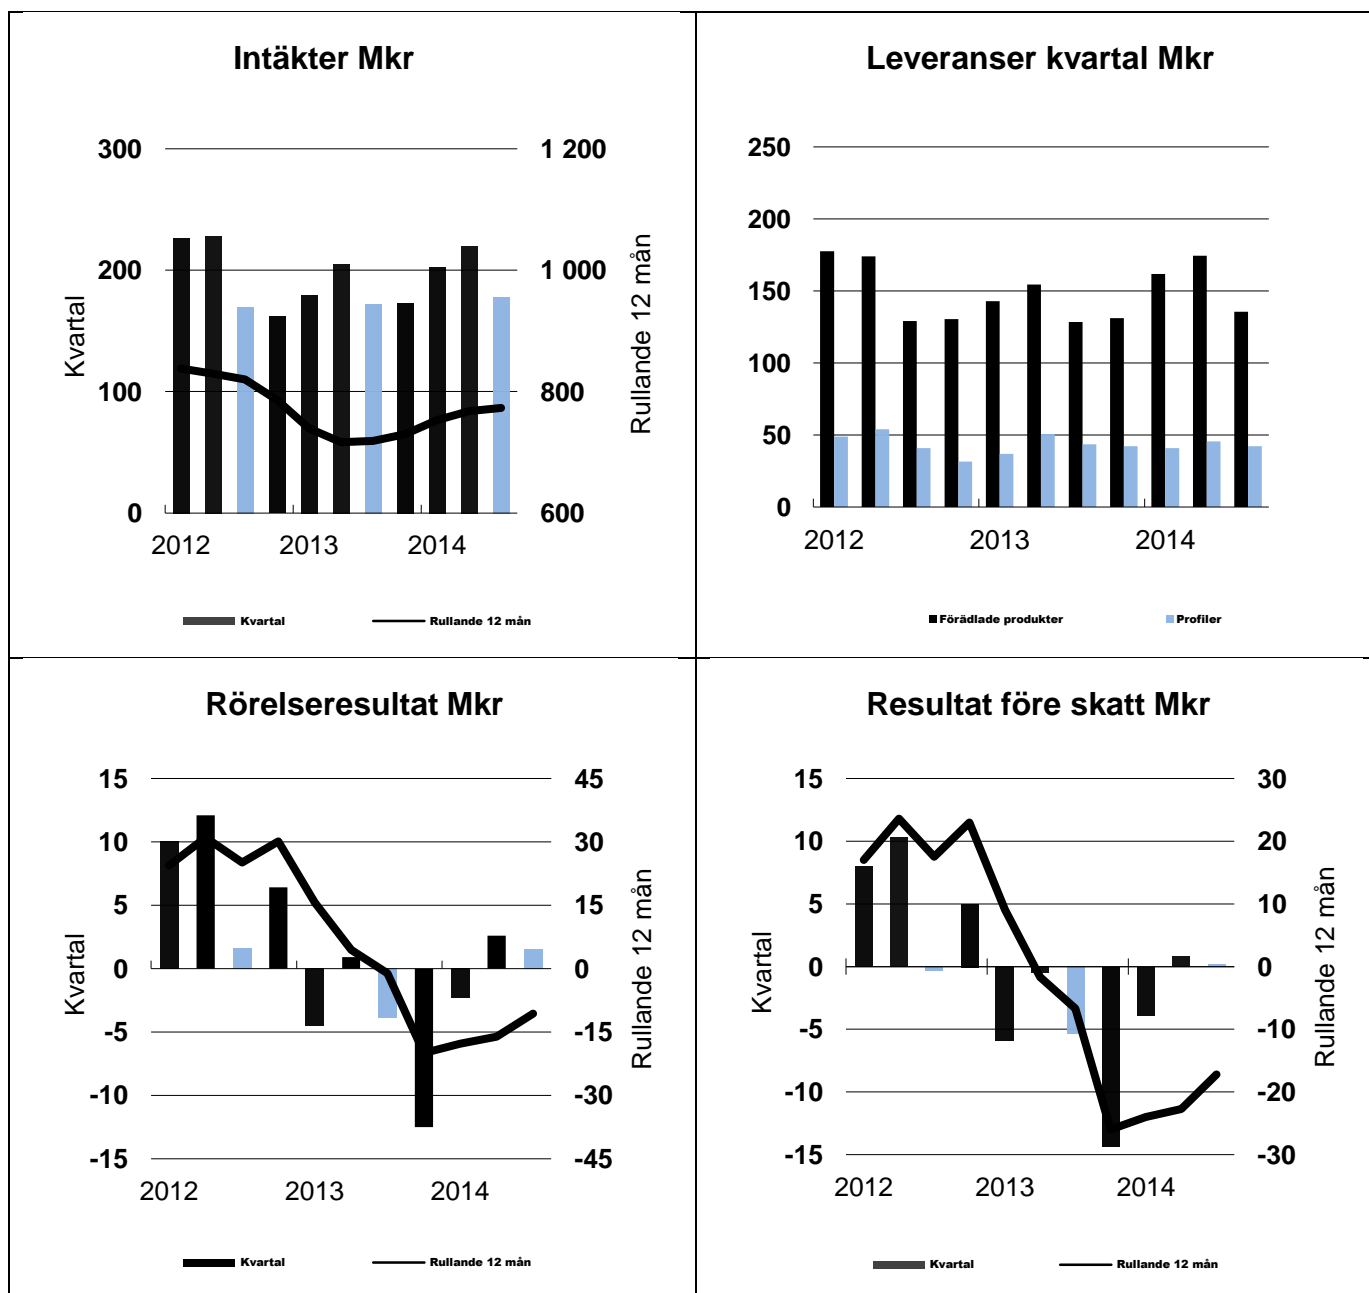 Intäkter Mkr
300
200
100
0
1 200
1 000
800
600
Kvartal
Rullande 12 mån
2012 2013 2014
Kvartal Rullande 12 mån
Leveranser kvartal Mkr
250
200
150
100
50
0
2012 2013 2014
Förädlade produkter Profiler
Rörelseresultat Mkr
15
10
5
0
-5
-10
-15
45
30
15
0
-15
-30
-45
Kvartal
Rullande 12 mån
2012 2013 2014
Kvartal Rullande 12 mån
Resultat före skatt Mkr
15
10
5
0
-5
-10
-15
30
20
10
0
-10
-20
-30
Kvartal
Rullande 12 mån
2012 2013 2014
Kvartal Rullande 12 mån